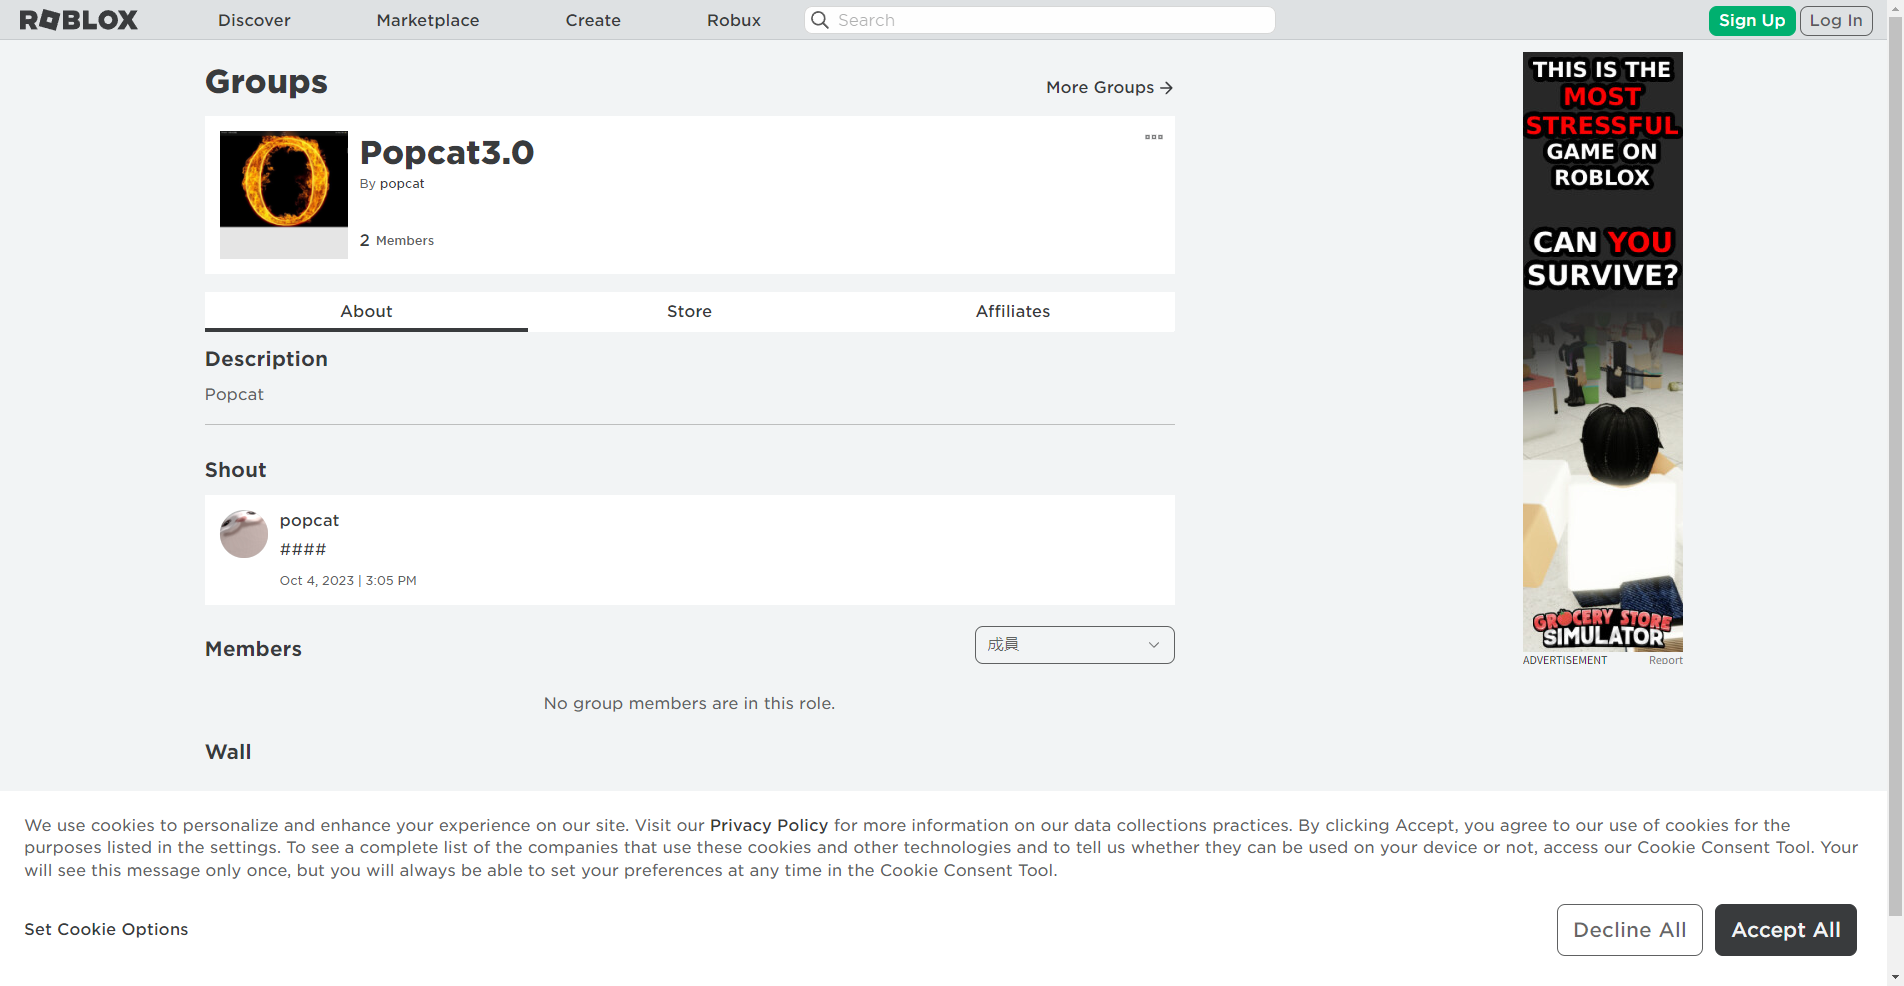 ROBLOX
Discover
Marketplace
Create
Robux
Search
Sign Up
Log In
Groups
More Groups →
Popcat3.0
By popcat
2 Members
About
Store
Affiliates
Description
Popcat
Shout
popcat
####
Oct 4, 2023 | 3:05 PM
Members
成員
No group members are in this role.
Wall
THIS IS THE
MOST
STRESSFUL
GAME ON
ROBLOX
CAN YOU
SURVIVE?
GROCERY STORE
SIMULATOR
ADVERTISEMENT
Report
We use cookies to personalize and enhance your experience on our site. Visit our Privacy Policy for more information on our data collections practices. By clicking Accept, you agree to our use of cookies for the
purposes listed in the settings. To see a complete list of the companies that use these cookies and other technologies and to tell us whether they can be used on your device or not, access our Cookie Consent Tool. Your
will see this message only once, but you will always be able to set your preferences at any time in the Cookie Consent Tool.
Set Cookie Options
Decline All
Accept All